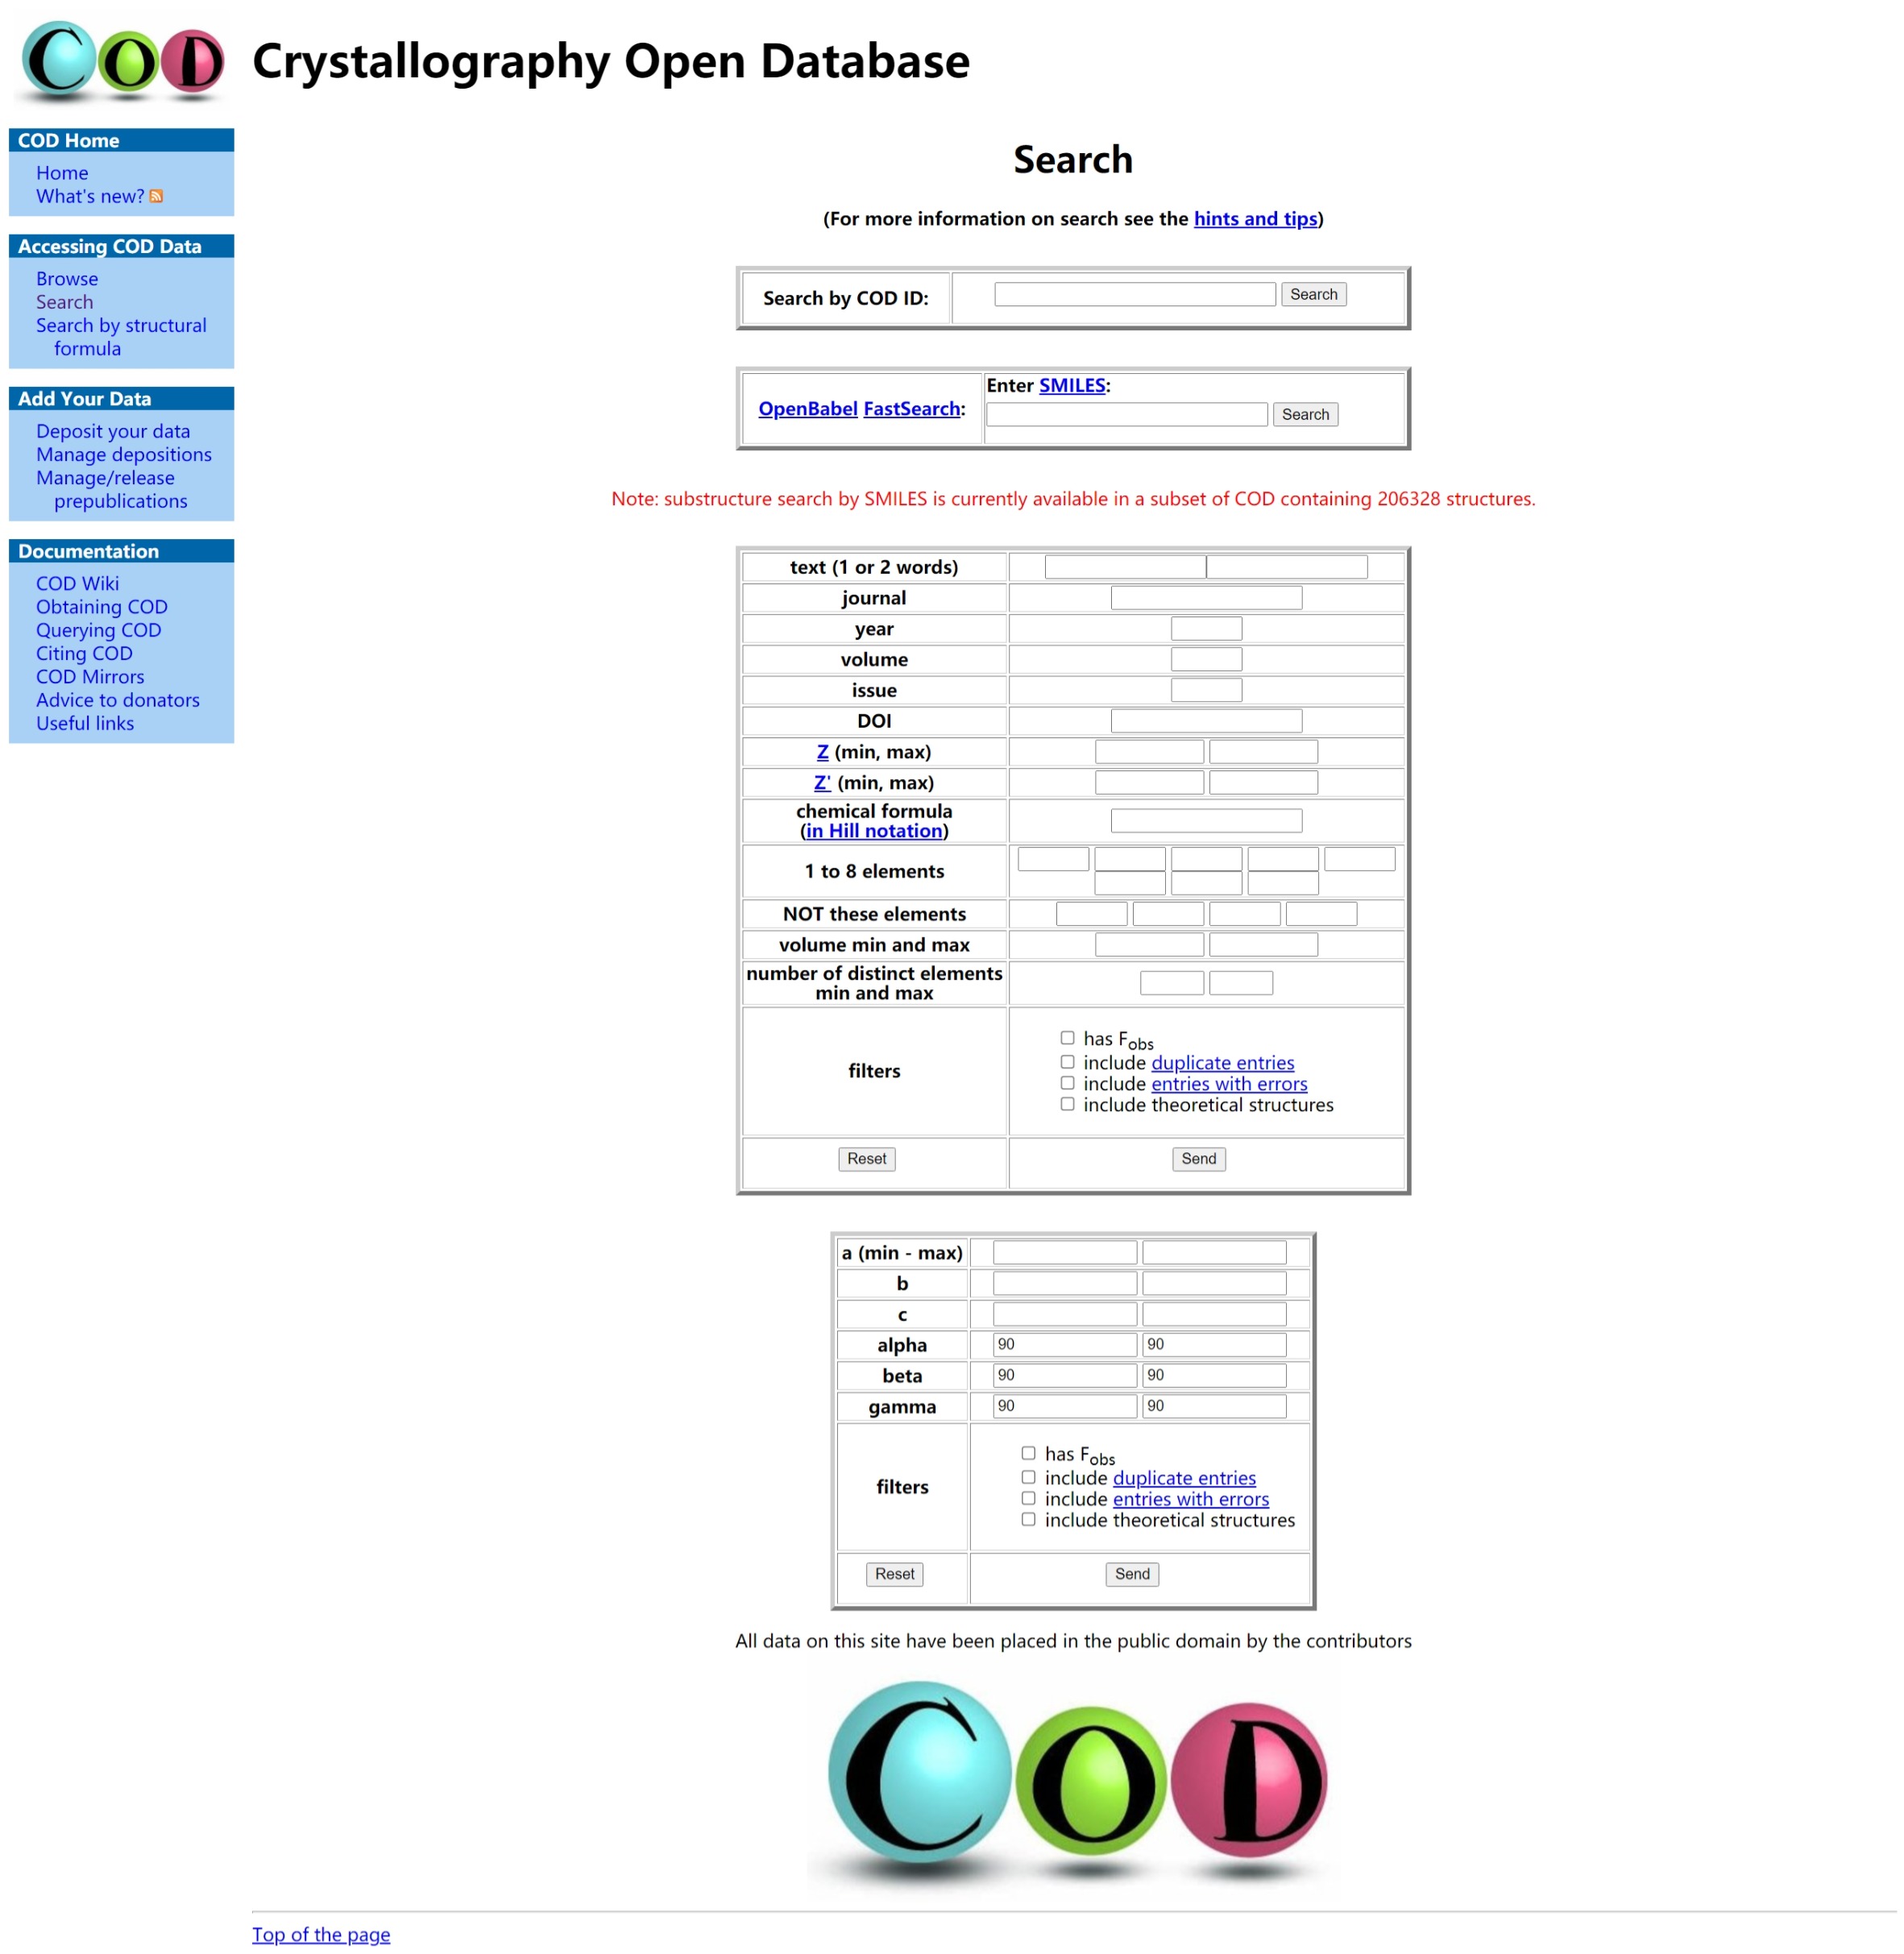 COD
Crystallography Open Database
COD Home
Home
What's new?
Accessing COD Data
Browse
Search
Search by structural
formula
Add Your Data
Deposit your data
Manage depositions
Manage/release
prepublications
Documentation
COD Wiki
Obtaining COD
Querying COD
Citing COD
COD Mirrors
Advice to donators
Useful links
Search
(For more information on search see the hints and tips)
Search by COD ID: Search
OpenBabel FastSearch:
Enter SMILES:
Search
Note: substructure search by SMILES is currently available in a subset of COD containing 206328 structures.
text (1 or 2 words)
journal
year
volume
issue
DOI
Z (min, max)
Z' (min, max)
chemical formula
(in Hill notation)
1 to 8 elements
NOT these elements
volume min and max
number of distinct elements
min and max
filters
has Fobs
include duplicate entries
include entries with errors
include theoretical structures
Reset Send
a (min - max)
b
c
alpha 90 90
beta 90 90
gamma 90 90
filters
has Fobs
include duplicate entries
include entries with errors
include theoretical structures
Reset Send
All data on this site have been placed in the public domain by the contributors
COD
Top of the page